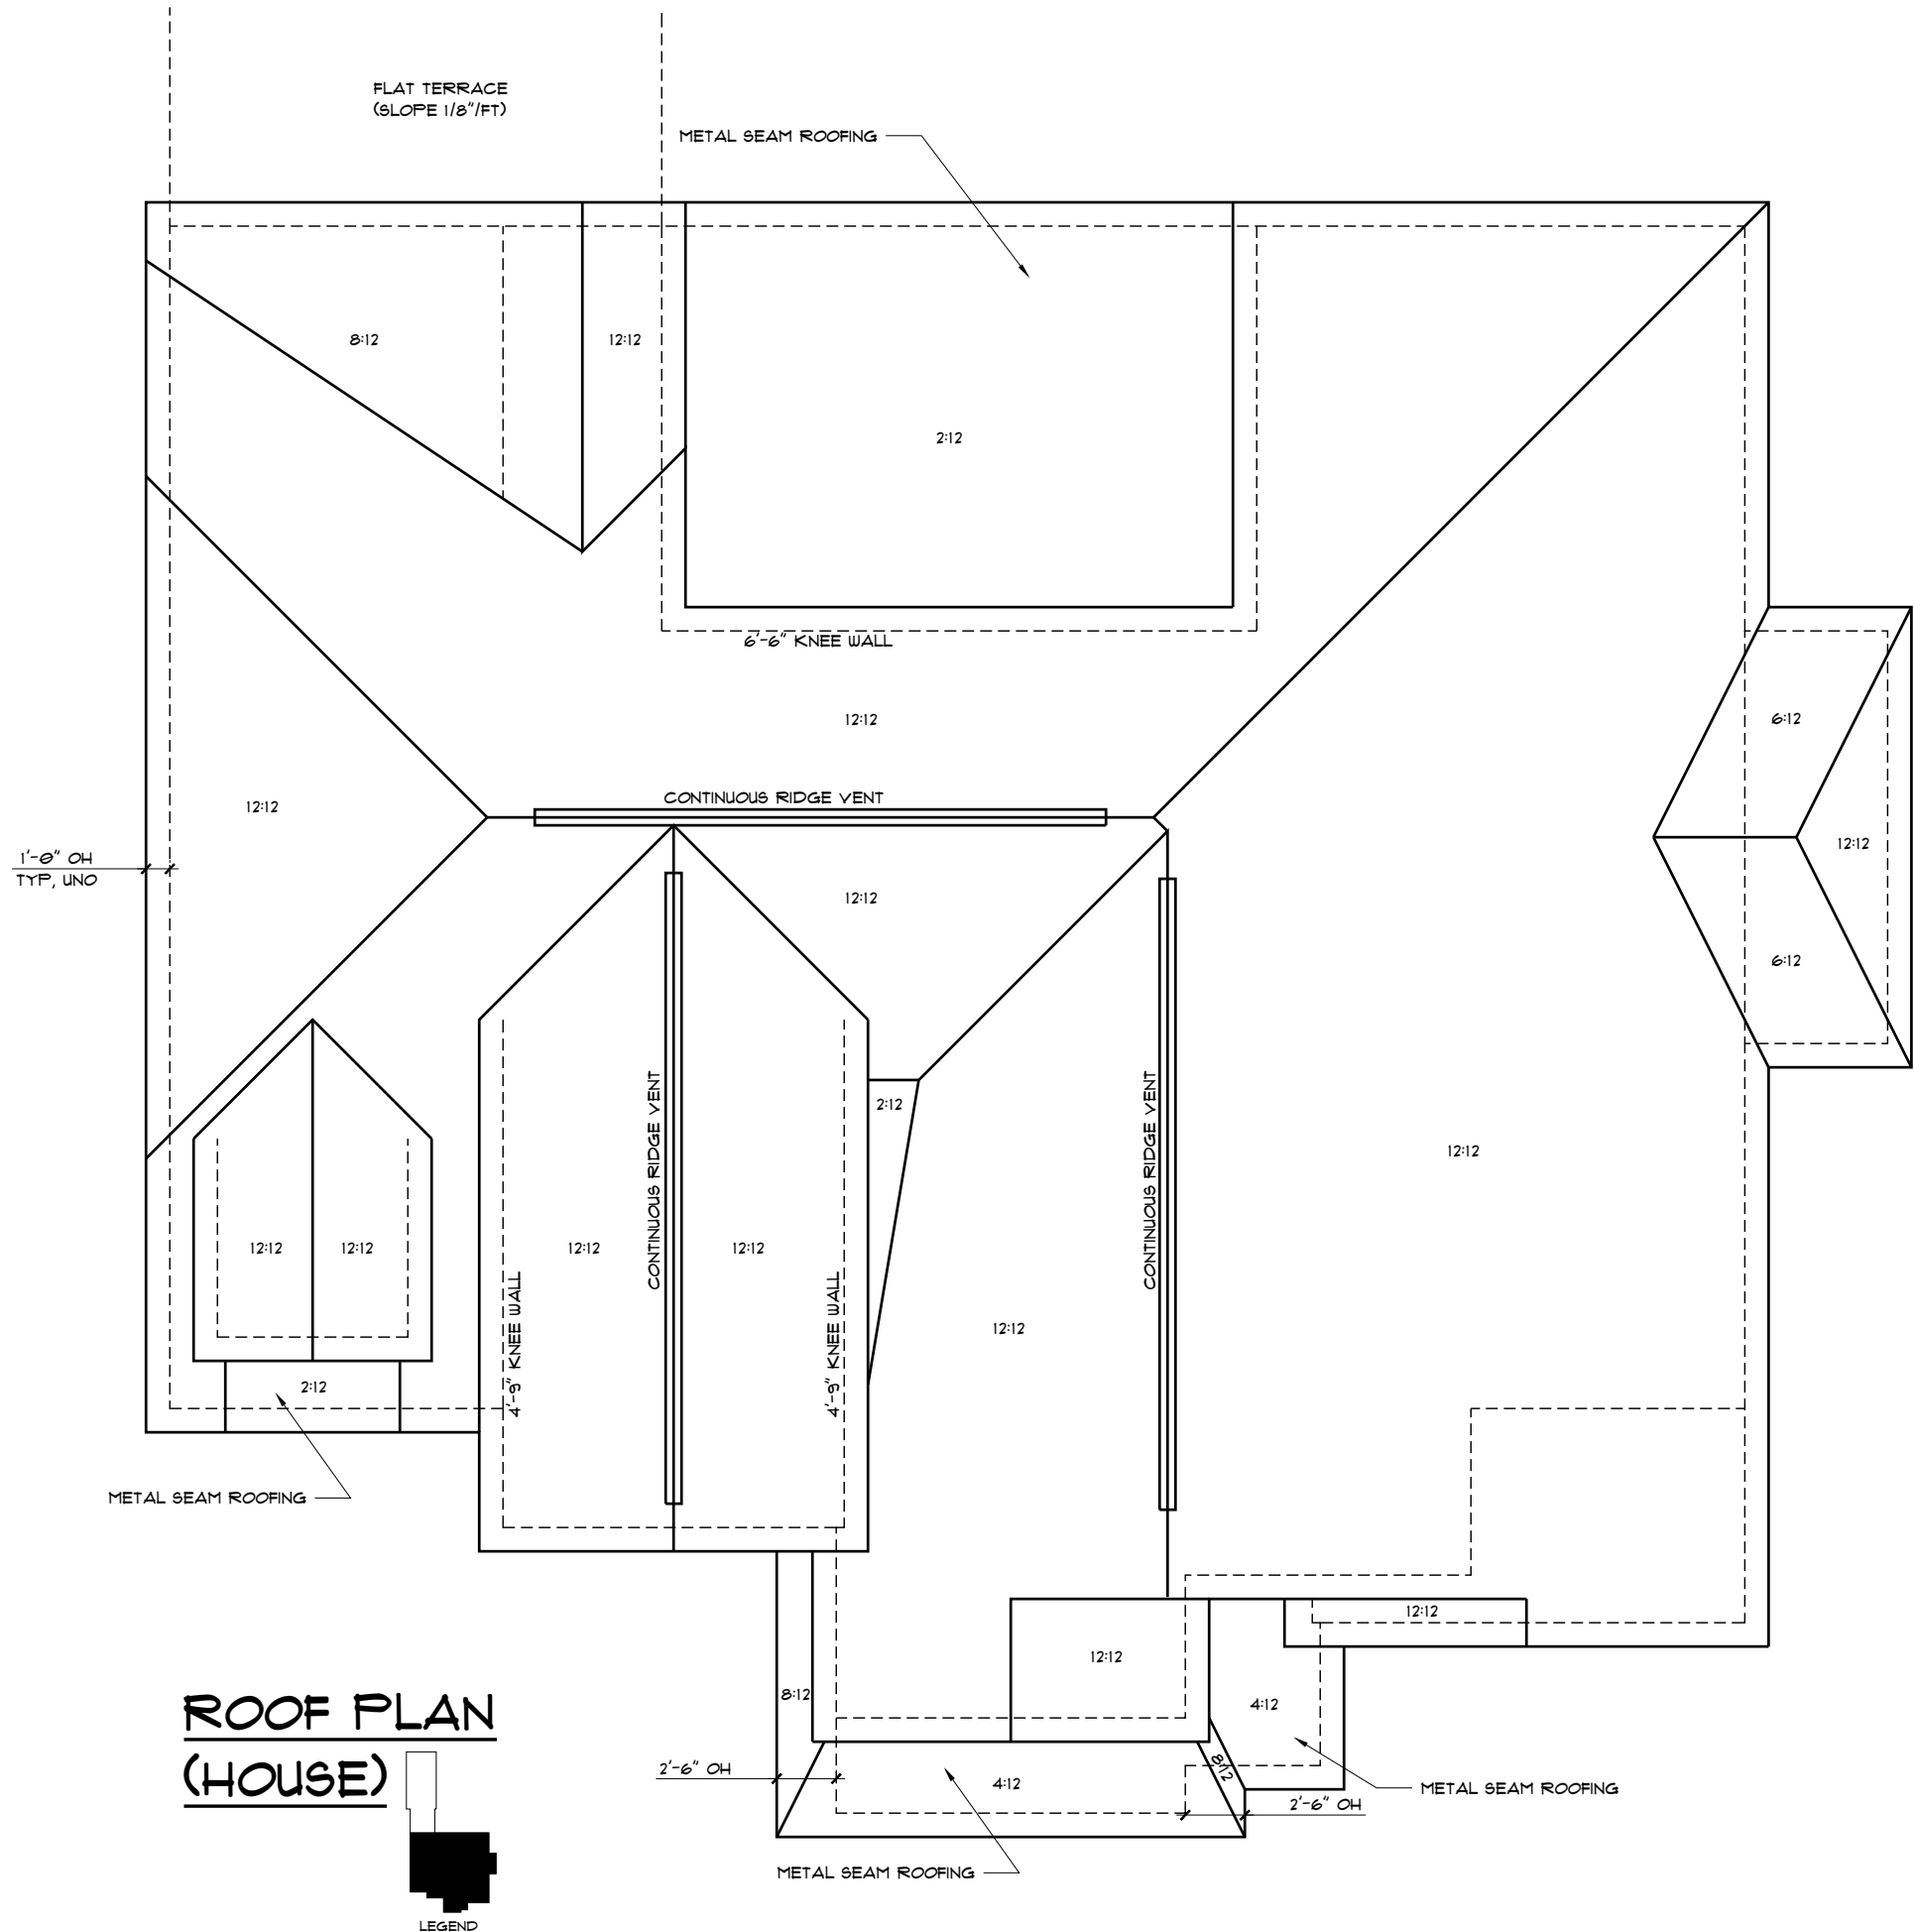 FLAT TERRACE
(SLOPE 1/8"/FT)
METAL SEAM ROOFING
8:12
12:12
2:12
6'-6" KNEE WALL
12:12
6:12
CONTINUOUS RIDGE VENT
12:12
12:12
1'-0" OH
TYP, UNO
12:12
6:12
CONTINUOUS RIDGE VENT
CONTINUOUS RIDGE VENT
2:12
12:12
12:12
12:12
12:12
12:12
4'-9" KNEE WALL
4'-9" KNEE WALL
12:12
2:12
METAL SEAM ROOFING
12:12
12:12
8:12
4:12
ROOF PLAN
(HOUSE)
2'-6" OH
4:12
8:12
METAL SEAM ROOFING
2'-6" OH
METAL SEAM ROOFING
LEGEND